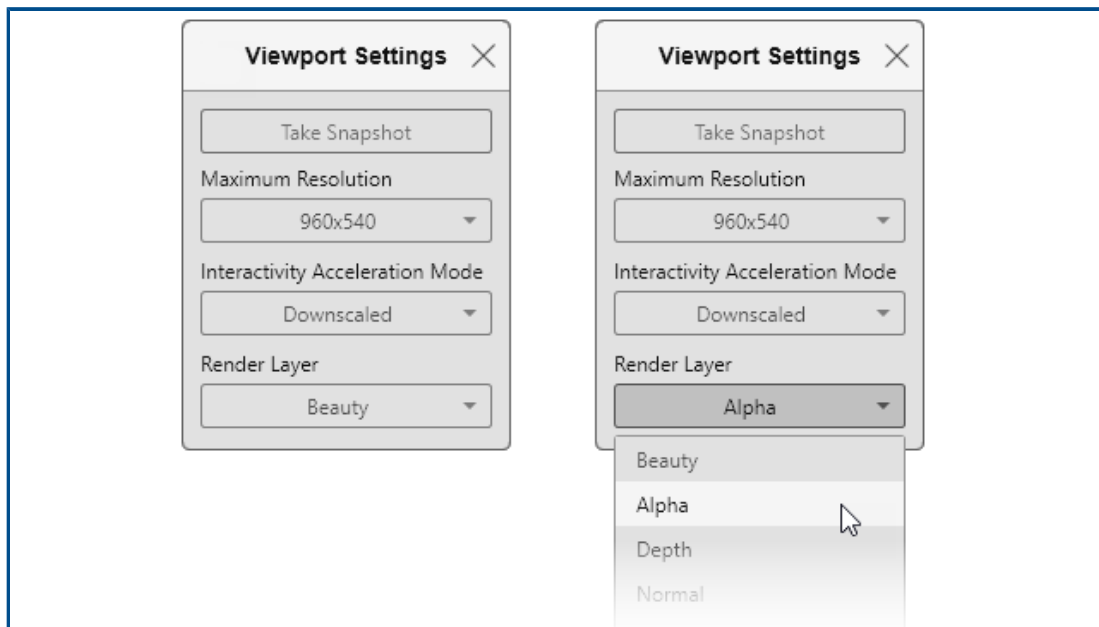 Viewport Settings
Take Snapshot
Maximum Resolution
960x540
Interactivity Acceleration Mode
Downscaled
Render Layer
Beauty
Viewport Settings
Take Snapshot
Maximum Resolution
960x540
Interactivity Acceleration Mode
Downscaled
Render Layer
Alpha
Beauty
Alpha
Depth
Normal